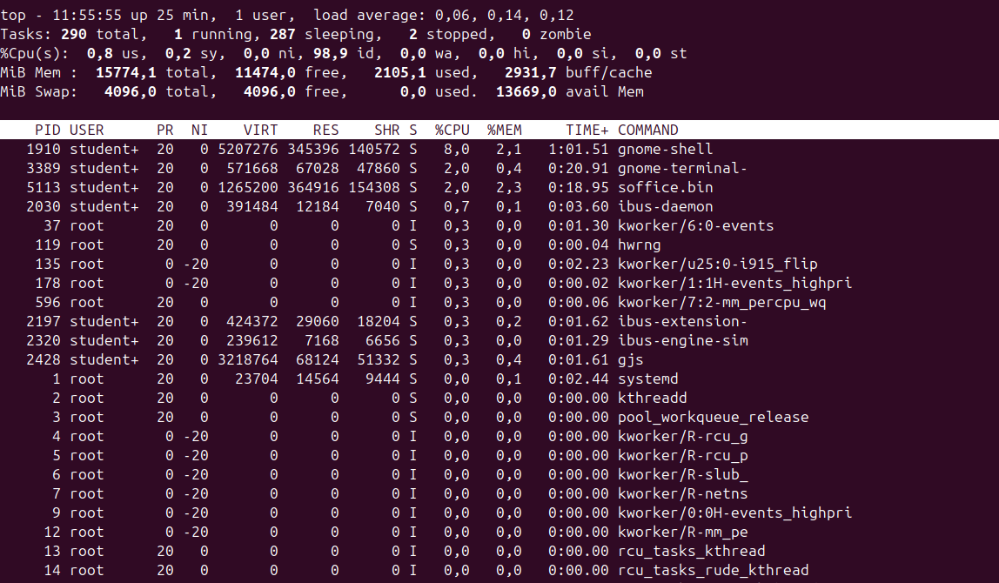 top - 11:55:55 up 25 min,  1 user,  load average: 0,06, 0,14, 0,12
Tasks: 290 total,   1 running, 287 sleeping,   2 stopped,   0 zombie
%Cpu(s):  0,8 us,  0,2 sy,  0,0 ni, 98,9 id,  0,0 wa,  0,0 hi,  0,0 si,  0,0 st
MiB Mem :  15774,1 total,  11474,0 free,   2105,1 used,   2931,7 buff/cache
MiB Swap:   4096,0 total,   4096,0 free,      0,0 used.  13669,0 avail Mem
    PID USER      PR  NI    VIRT    RES    SHR S  %CPU  %MEM     TIME+ COMMAND
   1910 student+  20   0 5207276 345396 140572 S   8,0   2,1   1:01.51 gnome-shell
   3389 student+  20   0  571668  67028  47860 S   2,0   0,4   0:20.91 gnome-terminal-
   5113 student+  20   0 1265200 364916 154308 S   2,0   2,3   0:18.95 soffice.bin
   2030 student+  20   0  391484  12184   7040 S   0,7   0,1   0:03.60 ibus-daemon
     37 root      20   0       0      0      0 I   0,3   0,0   0:01.30 kworker/6:0-events
    119 root      20   0       0      0      0 S   0,3   0,0   0:00.04 hwrng
    135 root       0 -20       0      0      0 I   0,3   0,0   0:02.23 kworker/u25:0-i915_flip
    178 root       0 -20       0      0      0 I   0,3   0,0   0:00.02 kworker/1:1H-events_highpri
    596 root      20   0       0      0      0 I   0,3   0,0   0:00.06 kworker/7:2-mm_percpu_wq
   2197 student+  20   0  424372  29060  18204 S   0,3   0,2   0:01.62 ibus-extension-
   2320 student+  20   0  239612   7168   6656 S   0,3   0,0   0:01.29 ibus-engine-sim
   2428 student+  20   0 3218764  68124  51332 S   0,3   0,4   0:01.61 gjs
      1 root      20   0   23704  14564   9444 S   0,0   0,1   0:02.44 systemd
      2 root      20   0       0      0      0 S   0,0   0,0   0:00.00 kthreadd
      3 root      20   0       0      0      0 S   0,0   0,0   0:00.00 pool_workqueue_release
      4 root       0 -20       0      0      0 I   0,0   0,0   0:00.00 kworker/R-rcu_g
      5 root       0 -20       0      0      0 I   0,0   0,0   0:00.00 kworker/R-rcu_p
      6 root       0 -20       0      0      0 I   0,0   0,0   0:00.00 kworker/R-slub_
      7 root       0 -20       0      0      0 I   0,0   0,0   0:00.00 kworker/R-netns
      9 root       0 -20       0      0      0 I   0,0   0,0   0:00.00 kworker/0:0H-events_highpri
     12 root       0 -20       0      0      0 I   0,0   0,0   0:00.00 kworker/R-mm_pe
     13 root      20   0       0      0      0 I   0,0   0,0   0:00.00 rcu_tasks_kthread
     14 root      20   0       0      0      0 I   0,0   0,0   0:00.00 rcu_tasks_rude_kthread